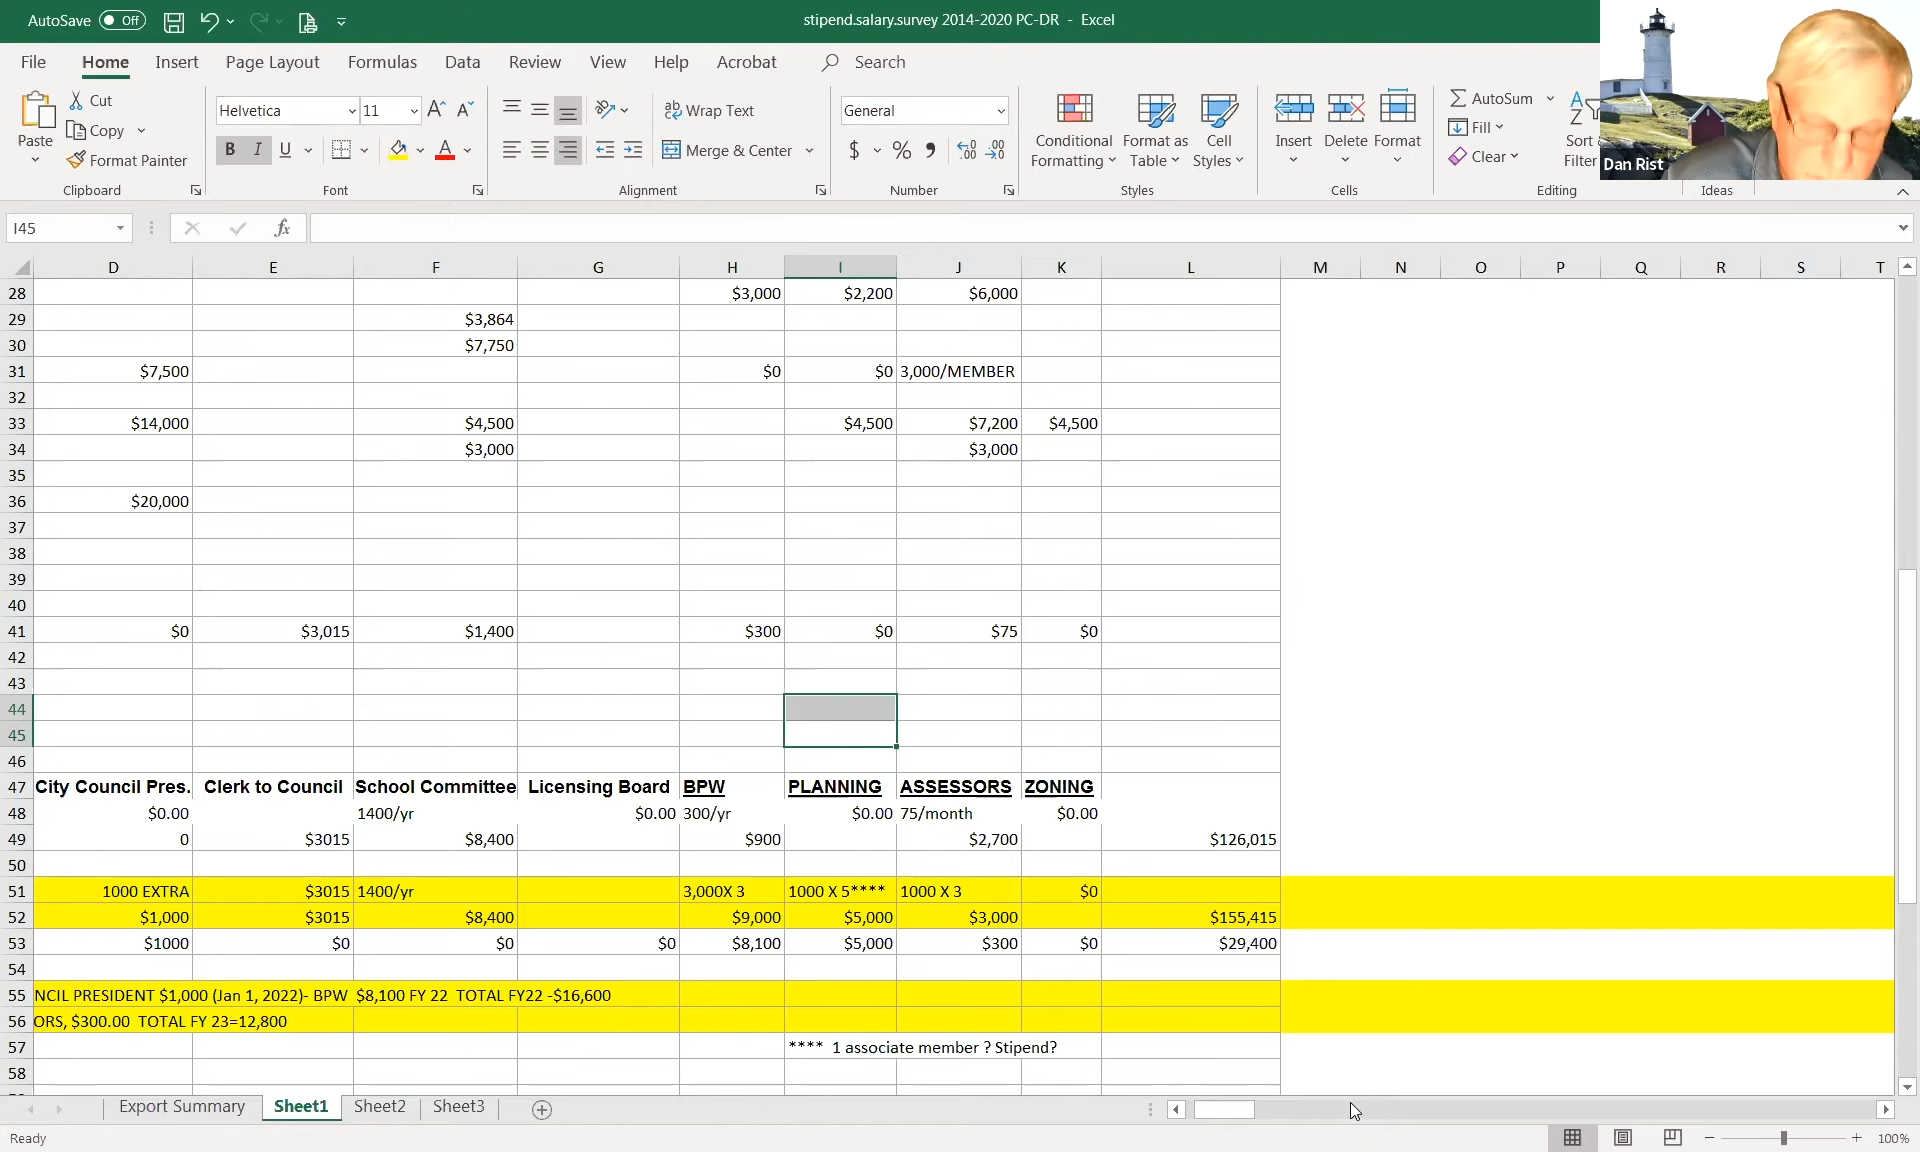 AutoSave Off stipend.salary.survey 2014-2020 PC-DR - Excel
File Home Insert Page Layout Formulas Data Review View Help Acrobat Search
Paste Cut Copy Format Painter Clipboard
Helvetica 11 A A B I U A Font
ab Wrap Text Merge & Center Alignment
General $ % , .00 .00 Number
Conditional Formatting Format as Table Cell Styles Styles
Insert Delete Format Cells
AutoSum Fill Clear Sort Filter Editing Ideas
Dan Rist
I45 fx
D E F G H I J K L M N O P Q R S T
28 $3,000 $2,200 $6,000
29 $3,864
30 $7,750
31 $7,500 $0 $0 3,000/MEMBER
32
33 $14,000 $4,500 $4,500 $7,200 $4,500
34 $3,000 $3,000
35
36 $20,000
37
38
39
40
41 $0 $3,015 $1,400 $300 $0 $75 $0
42
43
44
45
46
47 City Council Pres. Clerk to Council School Committee Licensing Board BPW PLANNING ASSESSORS ZONING
48 $0.00 1400/yr $0.00 300/yr $0.00 75/month $0.00
49 0 $3015 $8,400 $900 $2,700 $126,015
50
51 1000 EXTRA $3015 1400/yr 3,000X 3 1000 X 5**** 1000 X 3 $0
52 $1,000 $3015 $8,400 $9,000 $5,000 $3,000 $155,415
53 $1000 $0 $0 $0 $8,100 $5,000 $300 $0 $29,400
54
55 NCIL PRESIDENT $1,000 (Jan 1, 2022)- BPW $8,100 FY 22 TOTAL FY22 -$16,600
56 ORS, $300.00 TOTAL FY 23=12,800
57 **** 1 associate member ? Stipend?
58
Export Summary Sheet1 Sheet2 Sheet3
Ready 100%